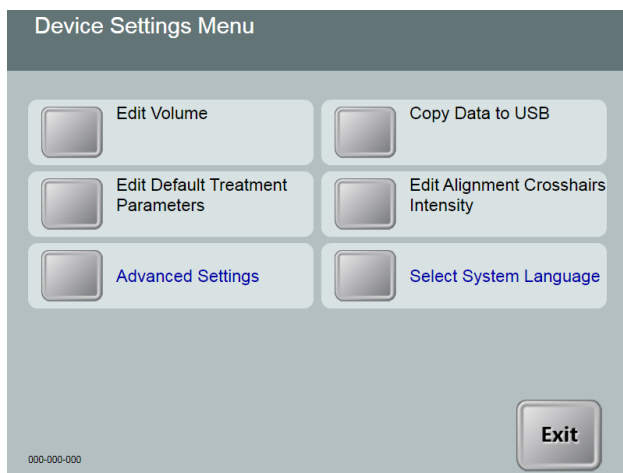 Device Settings Menu
Edit Volume
Copy Data to USB
Edit Default Treatment
Parameters
Edit Alignment Crosshairs
Intensity
Advanced Settings
Select System Language
Exit
000-000-000